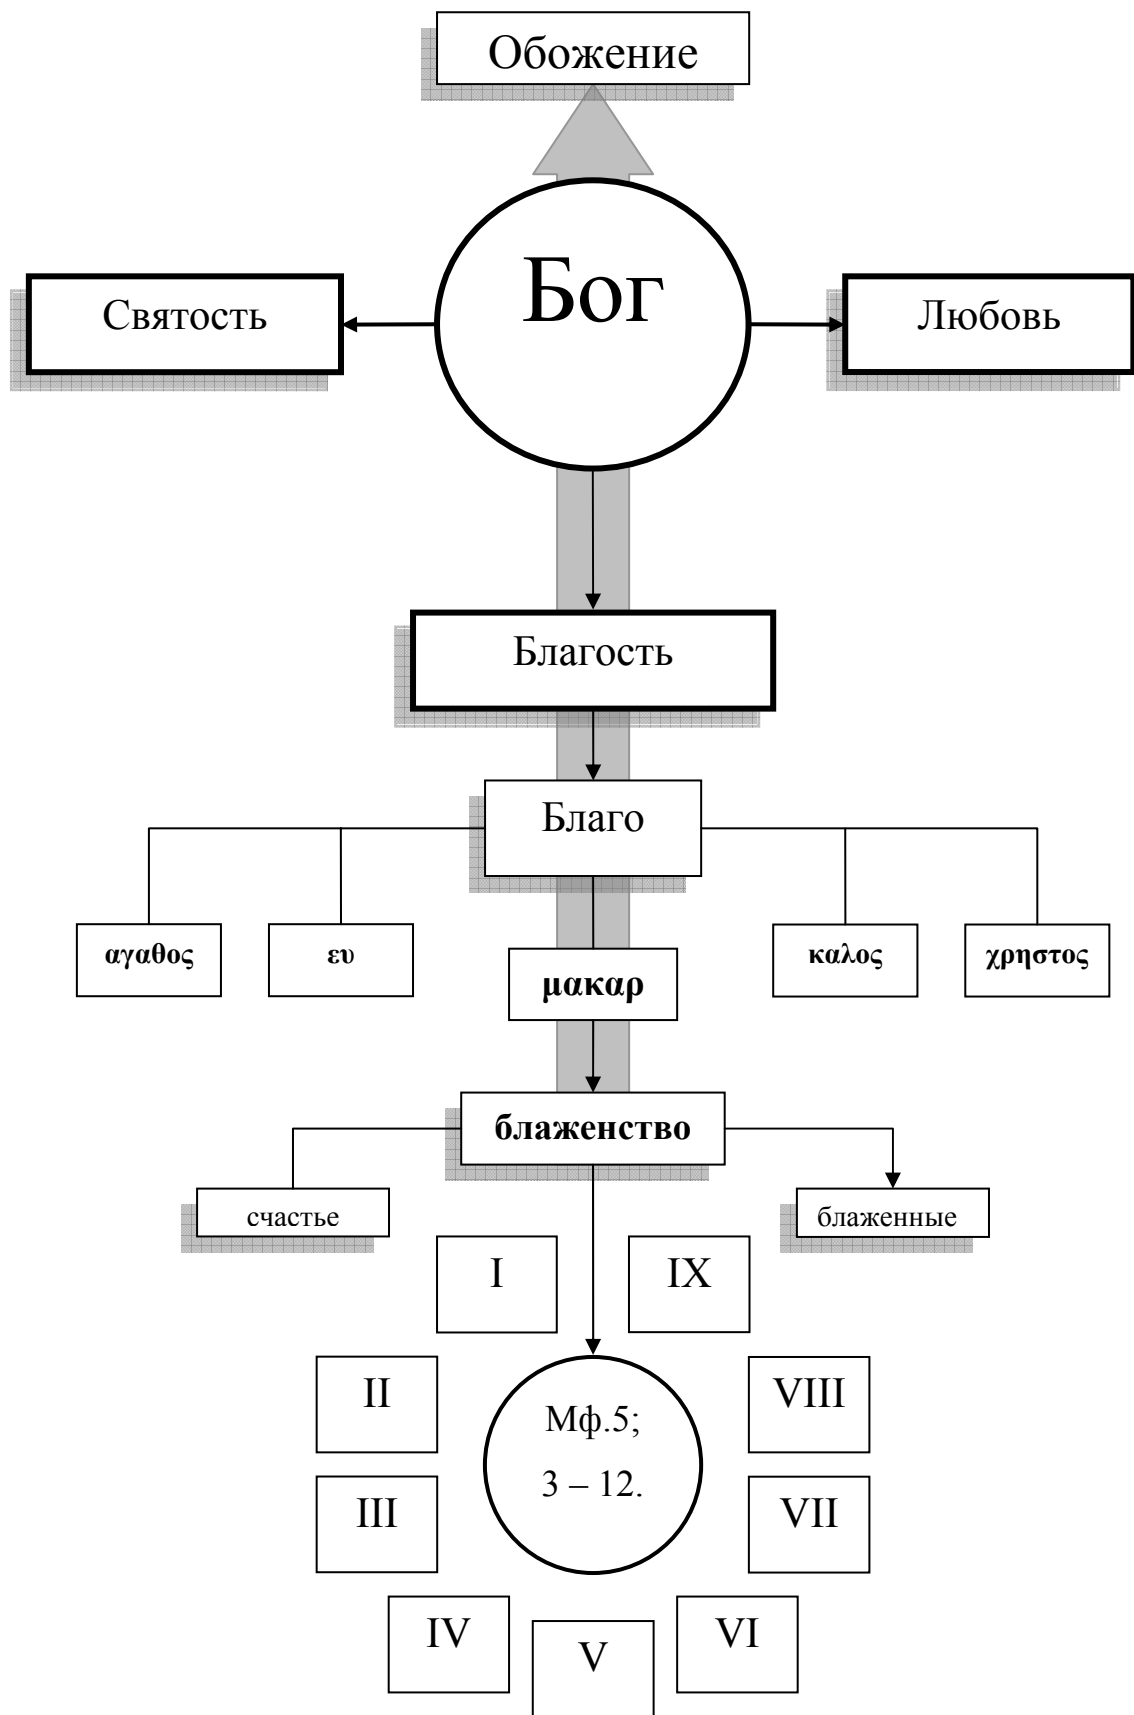 Обожение
Бог
Святость
Любовь
Благость
Благо
αγαθος
ευ
μακαρ
καλος
χρηστος
блаженство
счастье
блаженные
I
IX
II
VIII
Мф.5;
3 – 12.
III
VII
IV
V
VI